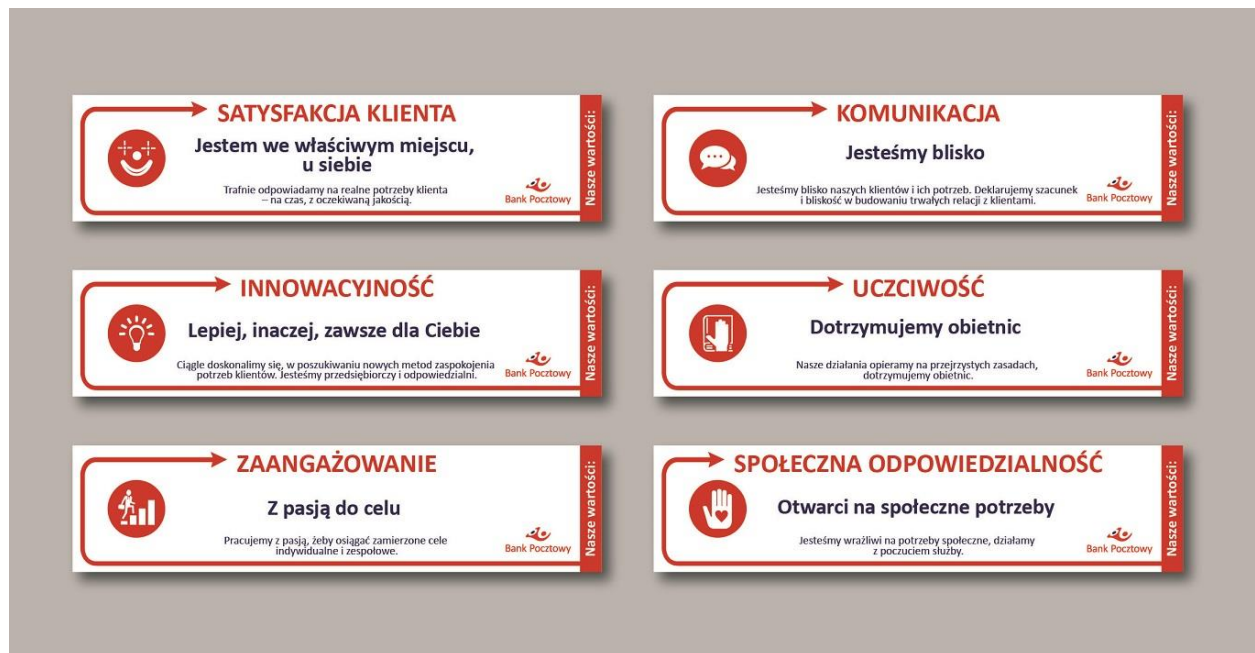 SATYSFAKCJA KLIENTA
Jestem we właściwym miejscu,
u siebie
Trafnie odpowiadamy na realne potrzeby klienta
– na czas, z oczekiwaną jakością.
Bank Pocztowy
Nasze wartości:
KOMUNIKACJA
Jesteśmy blisko
Jesteśmy blisko naszych klientów i ich potrzeb. Deklarujemy szacunek
i bliskość w budowaniu trwałych relacji z klientami.
Bank Pocztowy
Nasze wartości:
INNOWACYJNOŚĆ
Lepiej, inaczej, zawsze dla Ciebie
Ciągle doskonalimy się, w poszukiwaniu nowych metod zaspokojenia
potrzeb klientów. Jesteśmy przedsiębiorczy i odpowiedzialni.
Bank Pocztowy
Nasze wartości:
UCZCIWOŚĆ
Dotrzymujemy obietnic
Nasze działania opieramy na przejrzystych zasadach,
dotrzymujemy obietnic.
Bank Pocztowy
Nasze wartości:
ZAANGAŻOWANIE
Z pasją do celu
Pracujemy z pasją, żeby osiągać zamierzone cele
indywidualne i zespołowe.
Bank Pocztowy
Nasze wartości:
SPOŁECZNA ODPOWIEDZIALNOŚĆ
Otwarci na społeczne potrzeby
Jesteśmy wrażliwi na potrzeby społeczne, działamy
z poczuciem służby.
Bank Pocztowy
Nasze wartości: